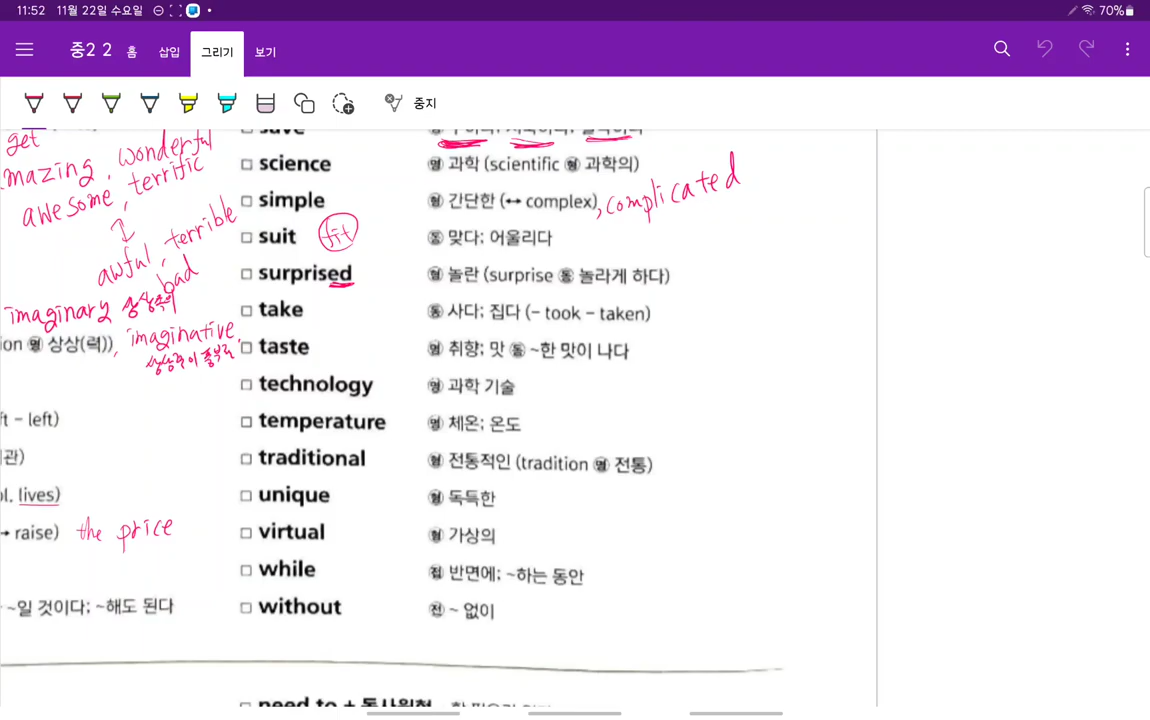 11:52 11월 22일 수요일 70%
중2 2 홈 삽입 그리기 보기
중지
get
amazing, wonderful
awesome, terrific
↕
awful, terrible
bad
imaginary 상상속의
ion 명 상상(력)), imaginative
상상력이 풍부한
ft – left)
관)
ol. lives)
→ raise) the price
~일 것이다; ~해도 된다
save
science 명 과학 (scientific 형 과학의)
simple 형 간단한 (↔ complex), complicated
suit fit 동 맞다; 어울리다
surprised 형 놀란 (surprise 동 놀라게 하다)
take 동 사다; 집다 (– took – taken)
taste 명 취향; 맛 동 ~한 맛이 나다
technology 명 과학 기술
temperature 명 체온; 온도
traditional 형 전통적인 (tradition 명 전통)
unique 형 독특한
virtual 형 가상의
while 접 반면에; ~하는 동안
without 전 ~ 없이
need to + 동사원형